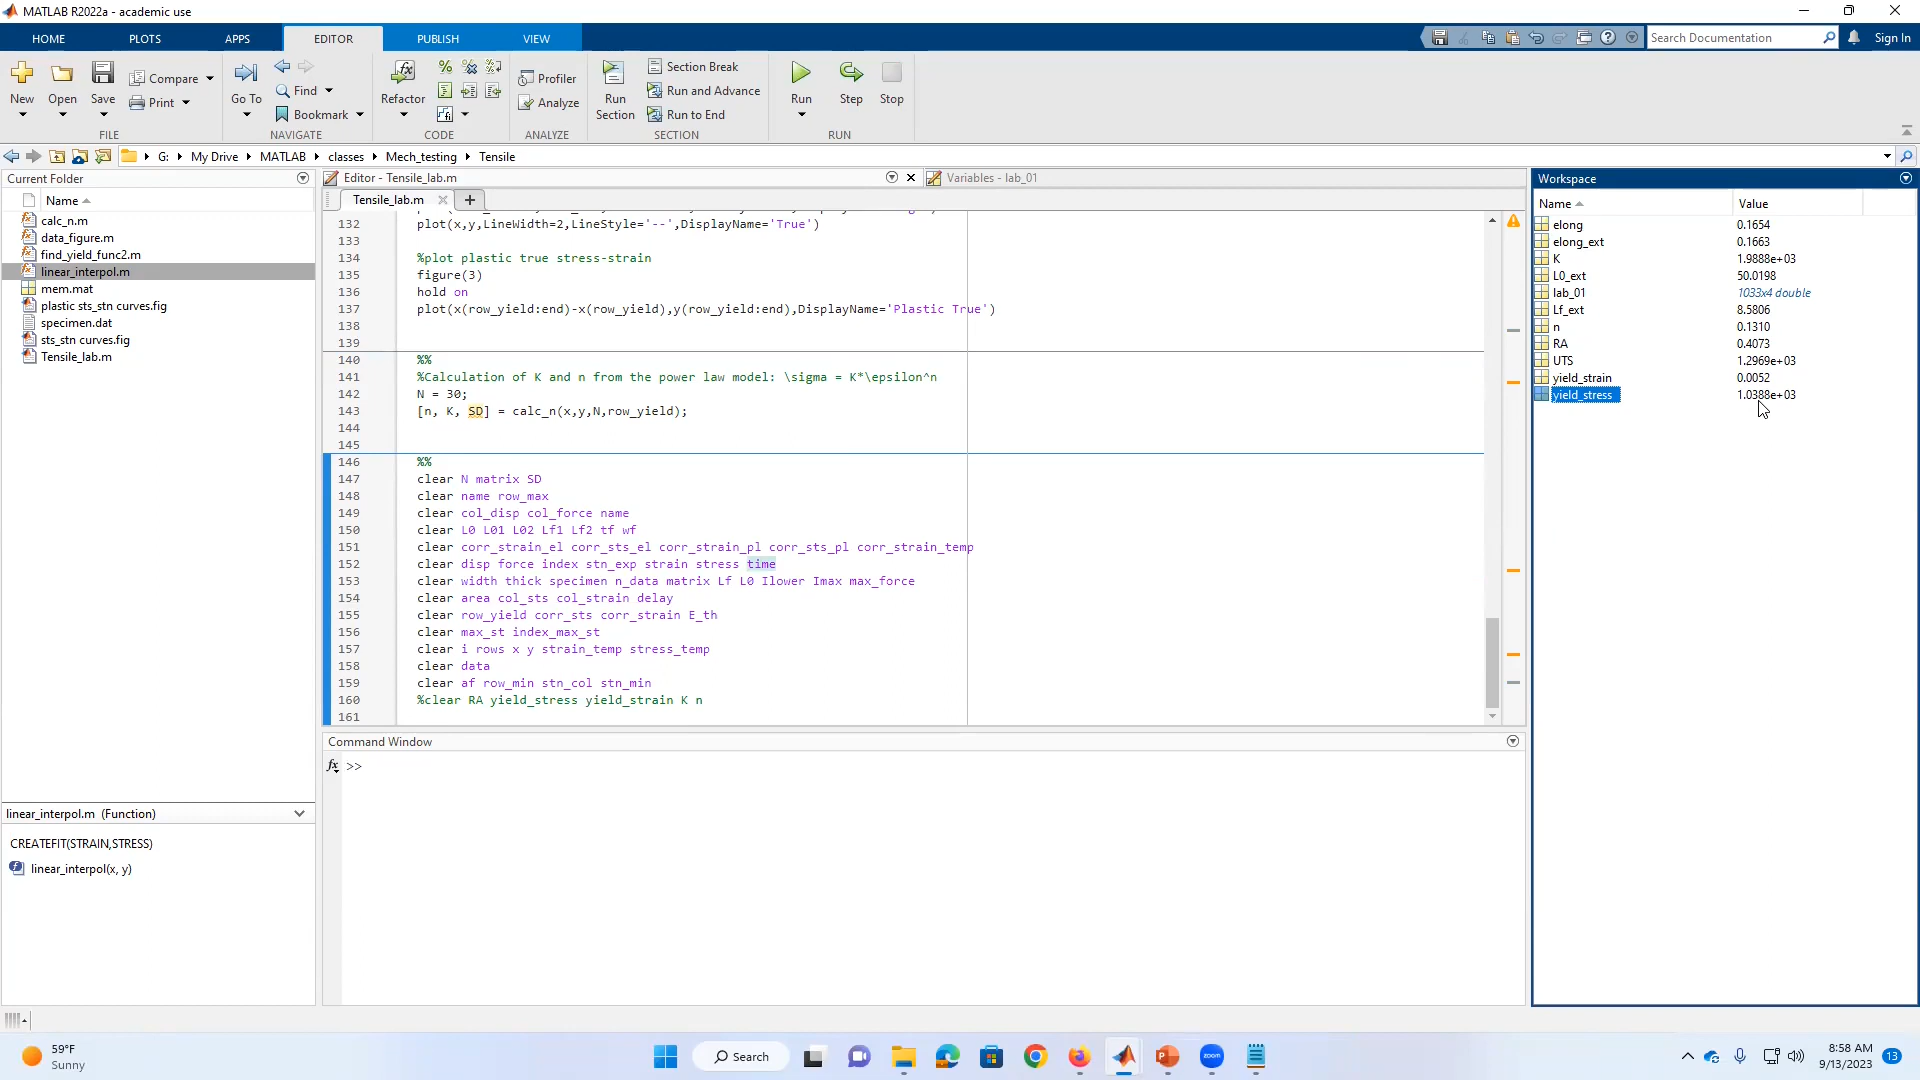 MATLAB R2022a - academic use
HOME PLOTS APPS EDITOR PUBLISH VIEW Search Documentation Sign In
New Open Save Compare Print Go To Find Bookmark Refactor Profiler Analyze Run Section Section Break Run and Advance Run to End Run Step Stop
FILE NAVIGATE CODE ANALYZE SECTION RUN
G: My Drive MATLAB classes Mech_testing Tensile
Current Folder
Name
calc_n.m
data_figure.m
find_yield_func2.m
linear_interpol.m
mem.mat
plastic sts_stn curves.fig
specimen.dat
sts_stn curves.fig
Tensile_lab.m
linear_interpol.m (Function)
CREATEFIT(STRAIN,STRESS)
linear_interpol(x, y)
Editor - Tensile_lab.m Variables - lab_01
Tensile_lab.m
132 plot(x,y,LineWidth=2,LineStyle='--',DisplayName='True')
133
134 %plot plastic true stress-strain
135 figure(3)
136 hold on
137 plot(x(row_yield:end)-x(row_yield),y(row_yield:end),DisplayName='Plastic True')
138
139
140 %%
141 %Calculation of K and n from the power law model: \sigma = K*\epsilon^n
142 N = 30;
143 [n, K, SD] = calc_n(x,y,N,row_yield);
144
145
146 %%
147 clear N matrix SD
148 clear name row_max
149 clear col_disp col_force name
150 clear L0 L01 L02 Lf1 Lf2 tf wf
151 clear corr_strain_el corr_sts_el corr_strain_pl corr_sts_pl corr_strain_temp
152 clear disp force index stn_exp strain stress time
153 clear width thick specimen n_data matrix Lf L0 Ilower Imax max_force
154 clear area col_sts col_strain delay
155 clear row_yield corr_sts corr_strain E_th
156 clear max_st index_max_st
157 clear i rows x y strain_temp stress_temp
158 clear data
159 clear af row_min stn_col stn_min
160 %clear RA yield_stress yield_strain K n
161
Command Window
fx >>
Workspace
Name Value
elong 0.1654
elong_ext 0.1663
K 1.9888e+03
L0_ext 50.0198
lab_01 1033x4 double
Lf_ext 8.5806
n 0.1310
RA 0.4073
UTS 1.2969e+03
yield_strain 0.0052
yield_stress 1.0388e+03
59°F
Sunny
Search
zoom
8:58 AM
9/13/2023
13